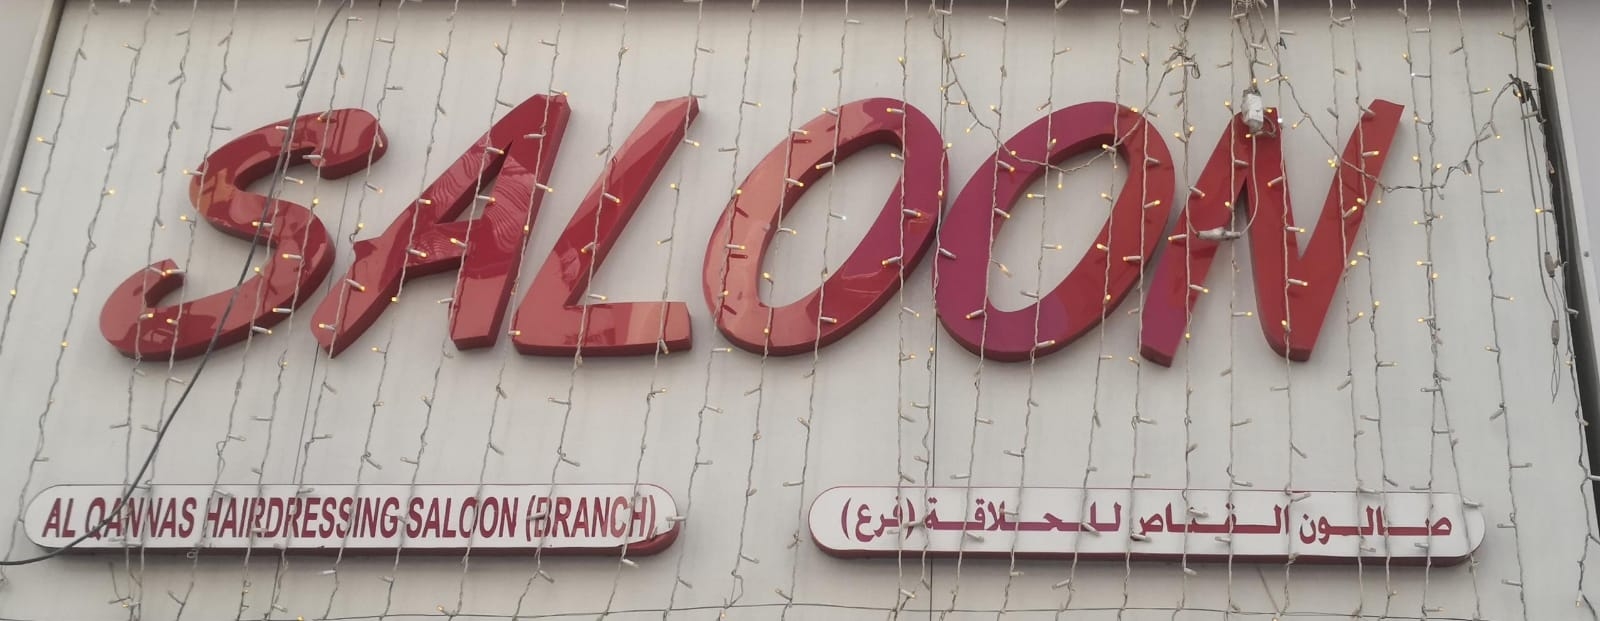 SALOON
AL QANNAS HAIRDRESSING SALOON (BRANCH)
صالون القناص للحلاقة (فرع)